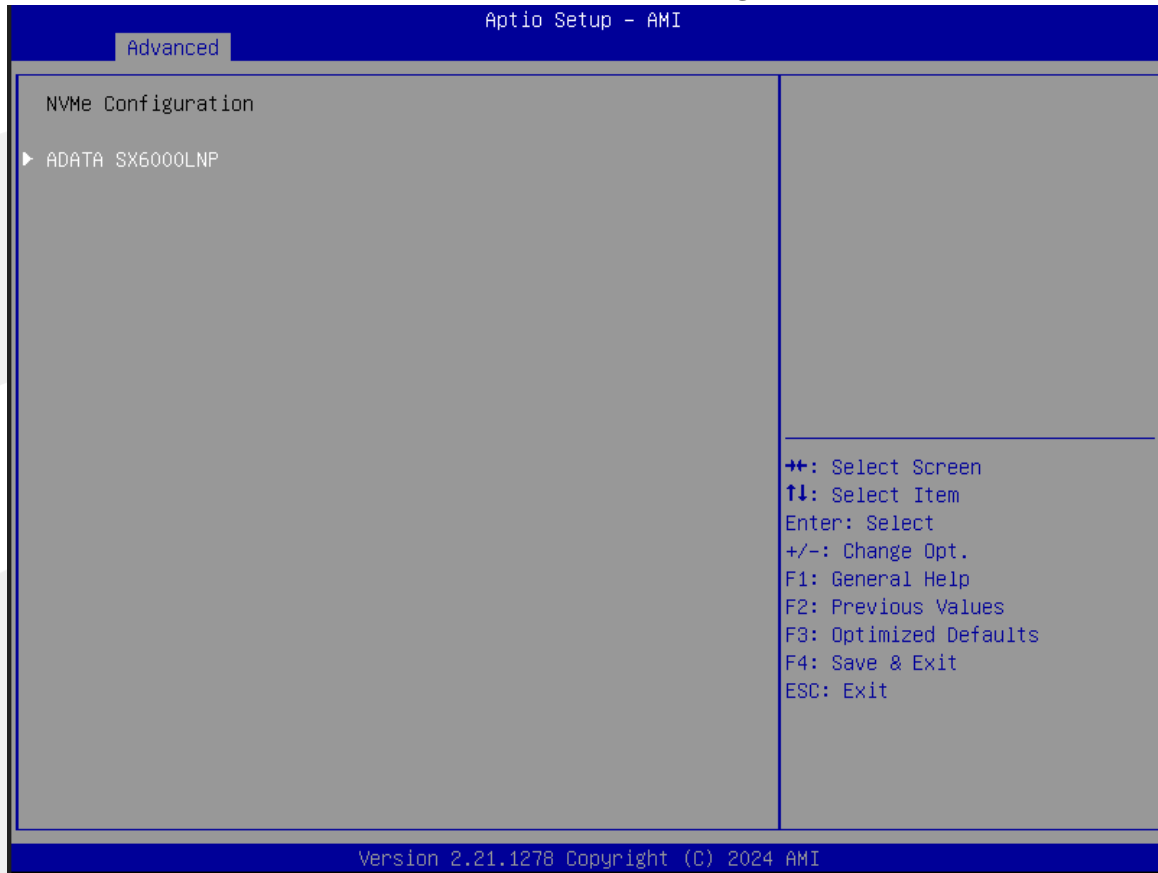 Aptio Setup - AMI
Advanced
NVMe Configuration
▶ ADATA SX6000LNP
→←: Select Screen
↑↓: Select Item
Enter: Select
+/-: Change Opt.
F1: General Help
F2: Previous Values
F3: Optimized Defaults
F4: Save & Exit
ESC: Exit
Version 2.21.1278 Copyright (C) 2024 AMI